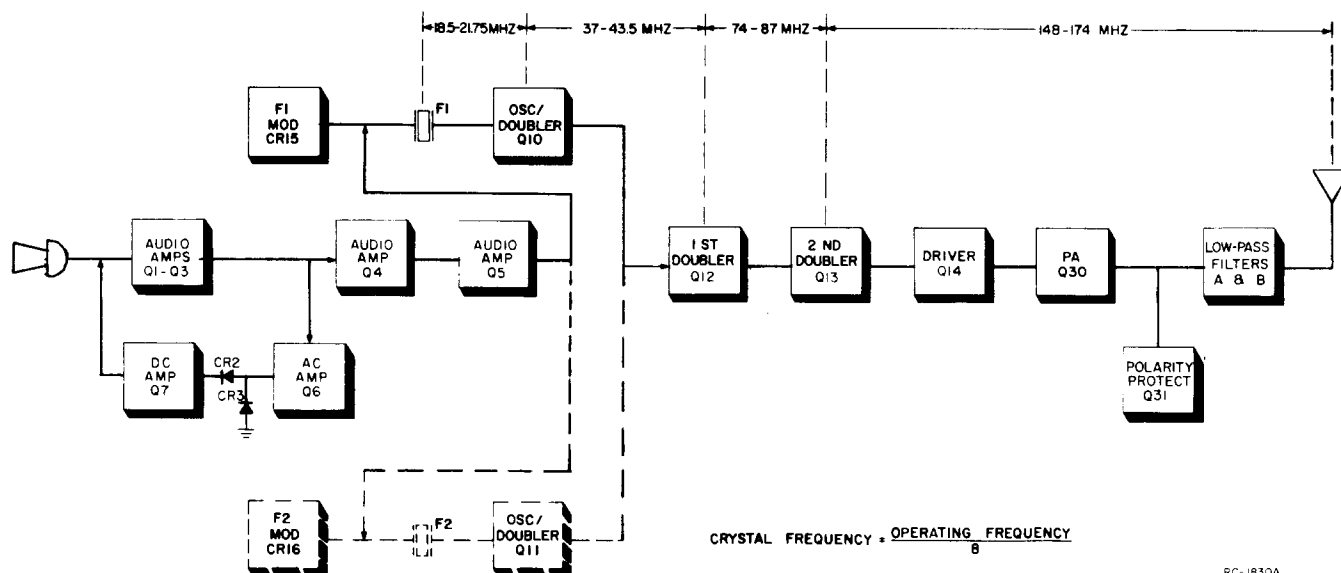 18.5-21.75MHZ
37-43.5 MHZ
74-87 MHZ
148-174 MHZ
F1
MOD
CR15
F1
OSC/
DOUBLER
Q10
AUDIO
AMPS
Q1-Q3
AUDIO
AMP
Q4
AUDIO
AMP
Q5
1 ST
DOUBLER
Q12
2 ND
DOUBLER
Q13
DRIVER
Q14
PA
Q30
LOW-PASS
FILTERS
A & B
DC
AMP
Q7
CR2
CR3
AC
AMP
Q6
POLARITY
PROTECT
Q31
F2
MOD
CR16
F2
OSC/
DOUBLER
Q11
CRYSTAL FREQUENCY = OPERATING FREQUENCY
8
RC-1830A